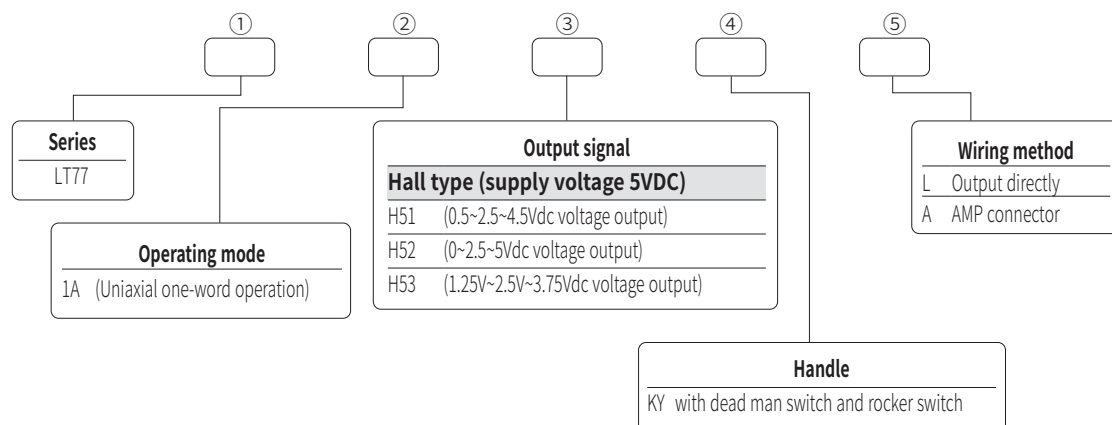 ① ② ③ ④ ⑤
Series
LT77
Operating mode
1A (Uniaxial one-word operation)
Output signal
Hall type (supply voltage 5VDC)
H51 (0.5~2.5~4.5Vdc voltage output)
H52 (0~2.5~5Vdc voltage output)
H53 (1.25V~2.5V~3.75Vdc voltage output)
Handle
KY with dead man switch and rocker switch
Wiring method
L Output directly
A AMP connector